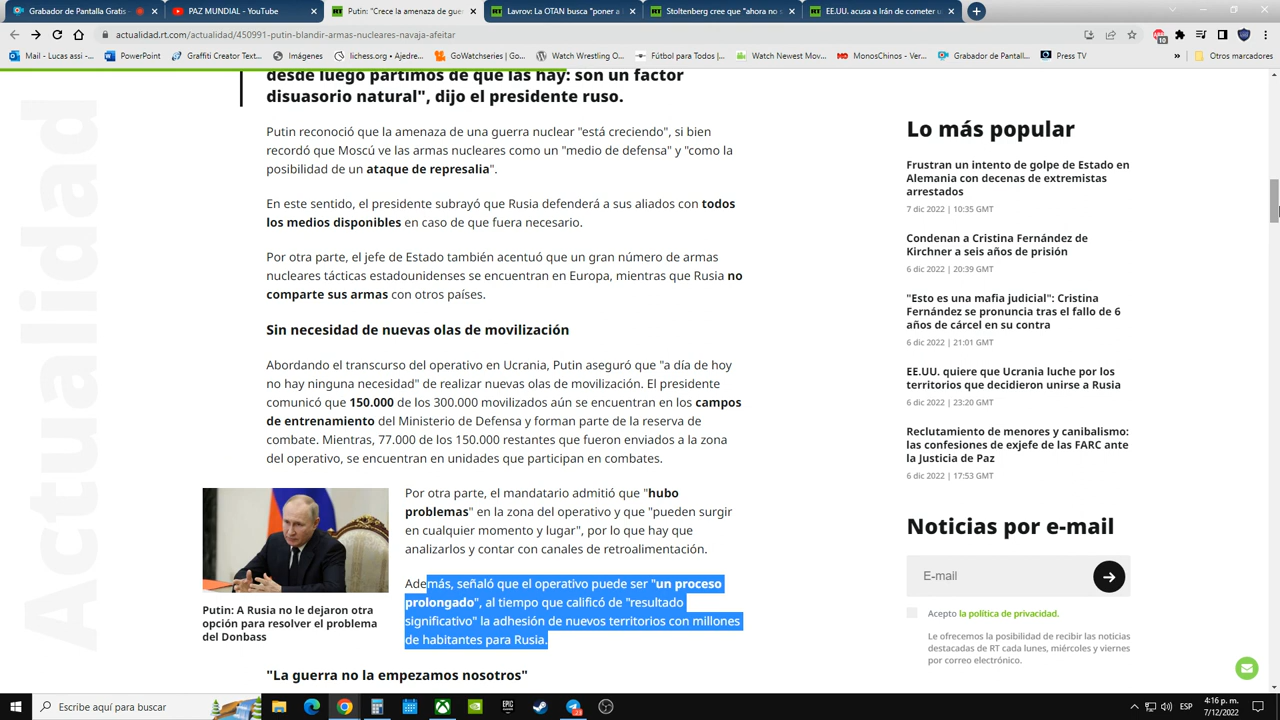 Grabador de Pantalla Gratis -
PAZ MUNDIAL - YouTube
Putin: "Crece la amenaza de gue
Lavrov: La OTAN busca "poner a
Stoltenberg cree que "ahora no
EE.UU. acusa a Irán de cometer u
actualidad.rt.com/actualidad/450991-putin-blandir-armas-nucleares-navaja-afeitar
10
Mail - Lucas assi -...
PowerPoint
Graffiti Creator Text...
Imágenes
lichess.org • Ajedre...
GoWatchseries | Go...
Watch Wrestling O...
Fútbol para Todos |...
Watch Newest Mov...
MonosChinos - Ver...
Grabador de Pantall...
Press TV
»
Otros marcadores
Actualidad
desde luego partimos de que las hay: son un factor
disuasorio natural", dijo el presidente ruso.
Putin reconoció que la amenaza de una guerra nuclear "está creciendo", si bien
recordó que Moscú ve las armas nucleares como un "medio de defensa" y "como la
posibilidad de un ataque de represalia".
En este sentido, el presidente subrayó que Rusia defenderá a sus aliados con todos
los medios disponibles en caso de que fuera necesario.
Por otra parte, el jefe de Estado también acentuó que un gran número de armas
nucleares tácticas estadounidenses se encuentran en Europa, mientras que Rusia no
comparte sus armas con otros países.
Sin necesidad de nuevas olas de movilización
Abordando el transcurso del operativo en Ucrania, Putin aseguró que "a día de hoy
no hay ninguna necesidad" de realizar nuevas olas de movilización. El presidente
comunicó que 150.000 de los 300.000 movilizados aún se encuentran en los campos
de entrenamiento del Ministerio de Defensa y forman parte de la reserva de
combate. Mientras, 77.000 de los 150.000 restantes que fueron enviados a la zona
del operativo, se encuentran en unidades que participan en combates.
Putin: A Rusia no le dejaron otra
opción para resolver el problema
del Donbass
Por otra parte, el mandatario admitió que "hubo
problemas" en la zona del operativo y que "pueden surgir
en cualquier momento y lugar", por lo que hay que
analizarlos y contar con canales de retroalimentación.
Además, señaló que el operativo puede ser "un proceso
prolongado", al tiempo que calificó de "resultado
significativo" la adhesión de nuevos territorios con millones
de habitantes para Rusia.
"La guerra no la empezamos nosotros"
Lo más popular
Frustran un intento de golpe de Estado en
Alemania con decenas de extremistas
arrestados
7 dic 2022 | 10:35 GMT
Condenan a Cristina Fernández de
Kirchner a seis años de prisión
6 dic 2022 | 20:39 GMT
"Esto es una mafia judicial": Cristina
Fernández se pronuncia tras el fallo de 6
años de cárcel en su contra
6 dic 2022 | 21:01 GMT
EE.UU. quiere que Ucrania luche por los
territorios que decidieron unirse a Rusia
6 dic 2022 | 23:20 GMT
Reclutamiento de menores y canibalismo:
las confesiones de exjefe de las FARC ante
la Justicia de Paz
6 dic 2022 | 17:53 GMT
Noticias por e-mail
E-mail
Acepto la política de privacidad.
Le ofrecemos la posibilidad de recibir las noticias
destacadas de RT cada lunes, miércoles y viernes
por correo electrónico.
Escribe aquí para buscar
ESP
4:16 p. m.
7/12/2022